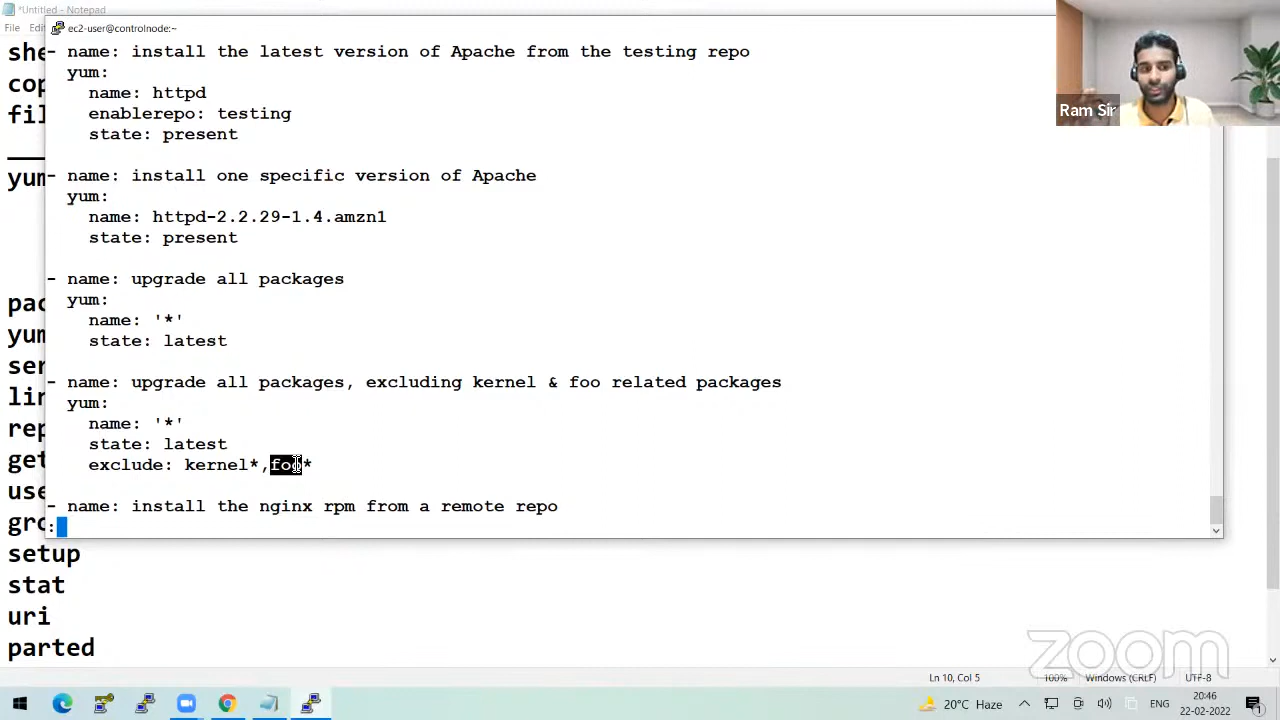 *Untitled - Notepad
File
ec2-user@controlnode:~
she
cop
fil
yum
pac
yum
ser
lin
rep
get
use
gro
setup
stat
uri
parted
- name: install the latest version of Apache from the testing repo
yum:
name: httpd
enablerepo: testing
state: present
- name: install one specific version of Apache
yum:
name: httpd-2.2.29-1.4.amzn1
state: present
- name: upgrade all packages
yum:
name: '*'
state: latest
- name: upgrade all packages, excluding kernel & foo related packages
yum:
name: '*'
state: latest
exclude: kernel*,foo*
- name: install the nginx rpm from a remote repo
:
Ram Sir
zoom
Ln 10, Col 5
100%
Windows (CRLF)
UTF-8
20°C Haze
ENG
20:46
22-02-2022
1